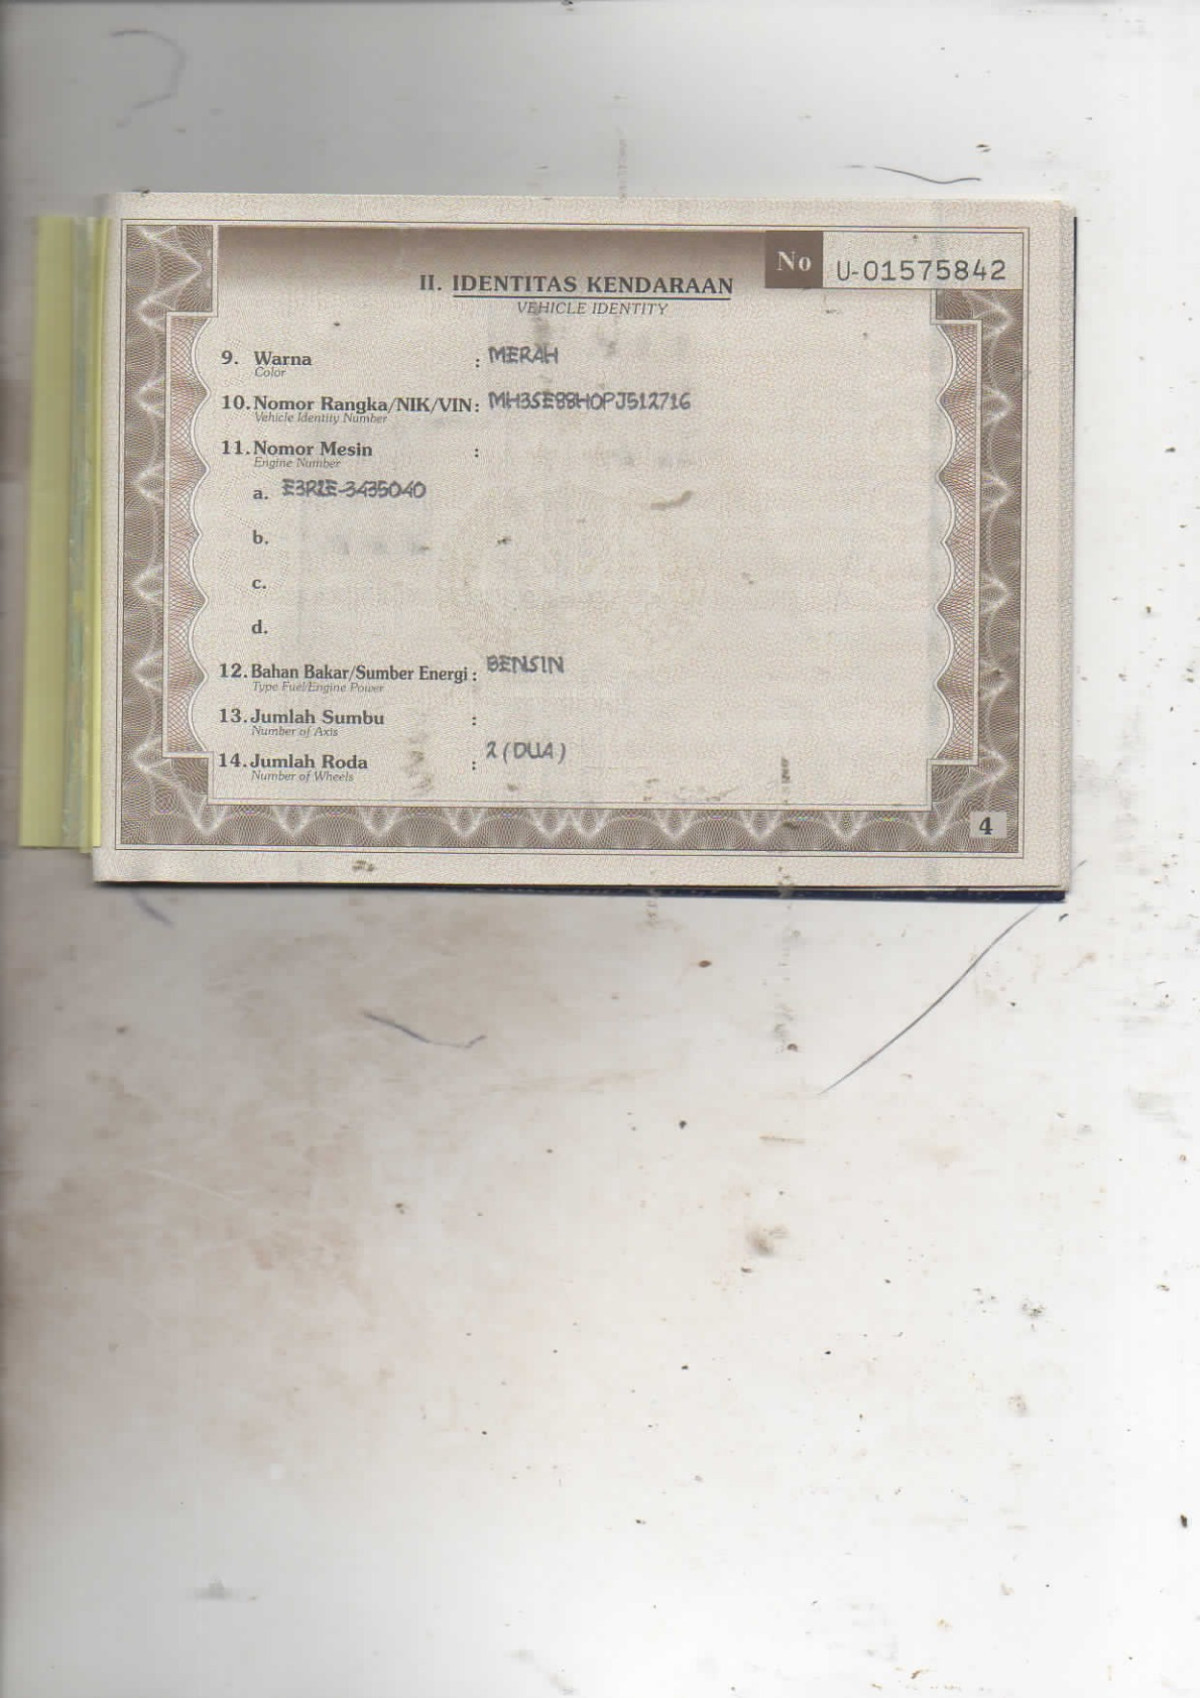 No U-01575842
II. IDENTITAS KENDARAAN
VEHICLE IDENTITY
9. Warna : MERAH
Color
10. Nomor Rangka/NIK/VIN : MH3SE88H0PJ512716
Vehicle Identity Number
11. Nomor Mesin :
Engine Number
a. E3R2E-3435040
b.
c.
d.
12. Bahan Bakar/Sumber Energi : BENSIN
Type Fuel/Engine Power
13. Jumlah Sumbu :
Number of Axis
14. Jumlah Roda : 2 (DUA)
Number of Wheels
4